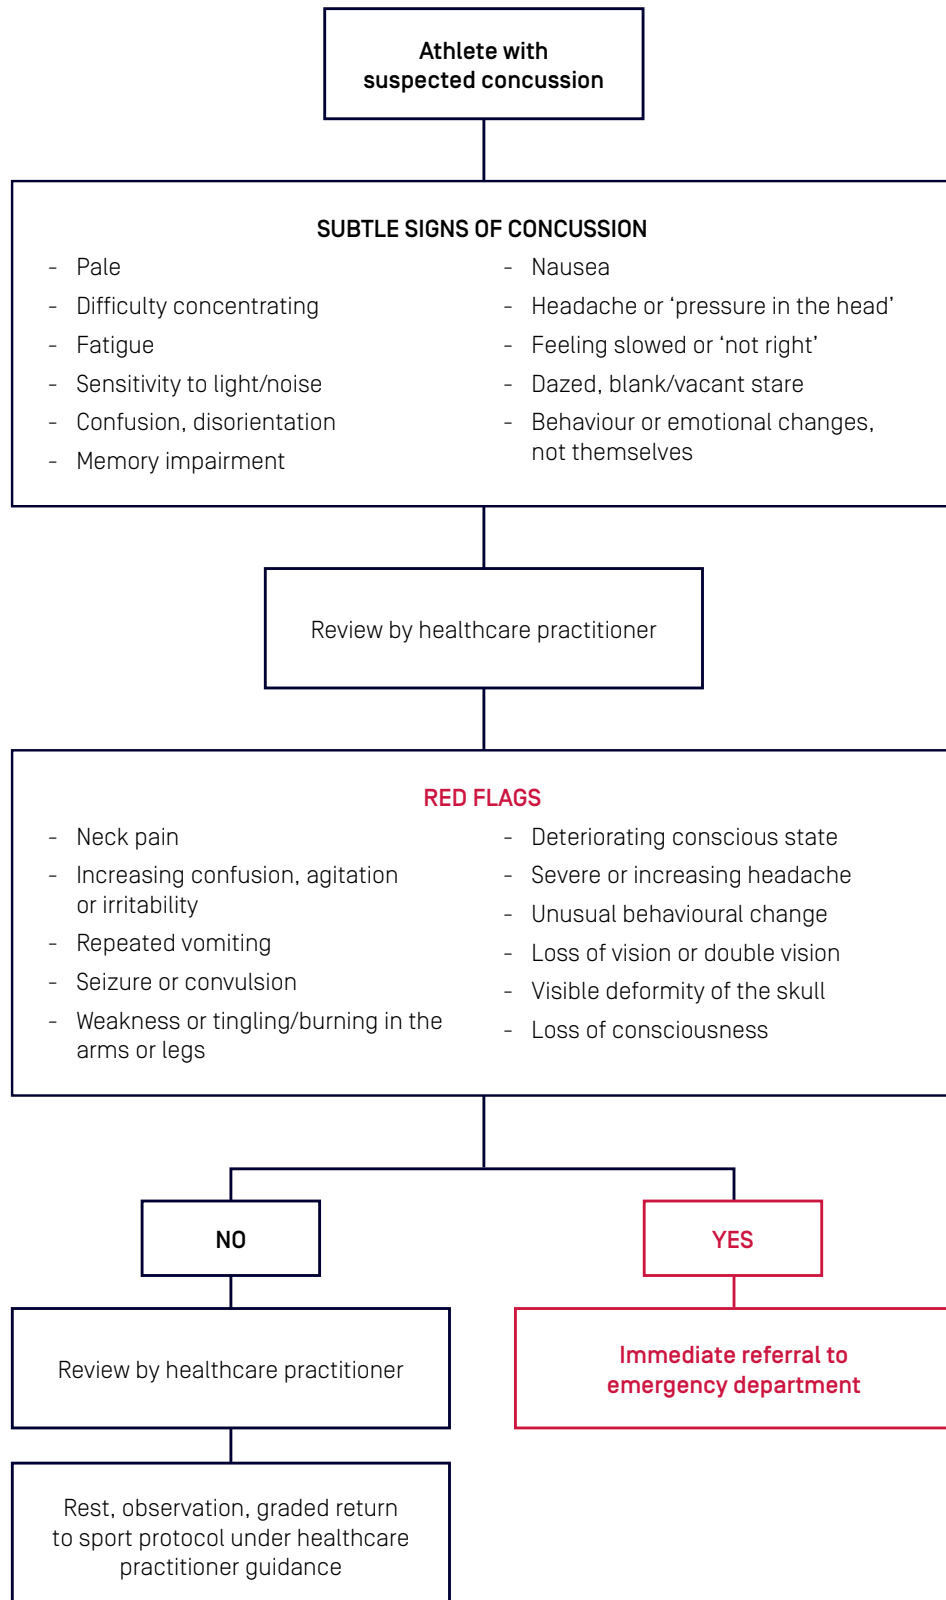 Athlete with
suspected concussion
SUBTLE SIGNS OF CONCUSSION
- Pale
- Difficulty concentrating
- Fatigue
- Sensitivity to light/noise
- Confusion, disorientation
- Memory impairment
- Nausea
- Headache or ‘pressure in the head’
- Feeling slowed or ‘not right’
- Dazed, blank/vacant stare
- Behaviour or emotional changes,
not themselves
Review by healthcare practitioner
RED FLAGS
- Neck pain
- Increasing confusion, agitation
or irritability
- Repeated vomiting
- Seizure or convulsion
- Weakness or tingling/burning in the
arms or legs
- Deteriorating conscious state
- Severe or increasing headache
- Unusual behavioural change
- Loss of vision or double vision
- Visible deformity of the skull
- Loss of consciousness
NO
Review by healthcare practitioner
Rest, observation, graded return
to sport protocol under healthcare
practitioner guidance
YES
Immediate referral to
emergency department